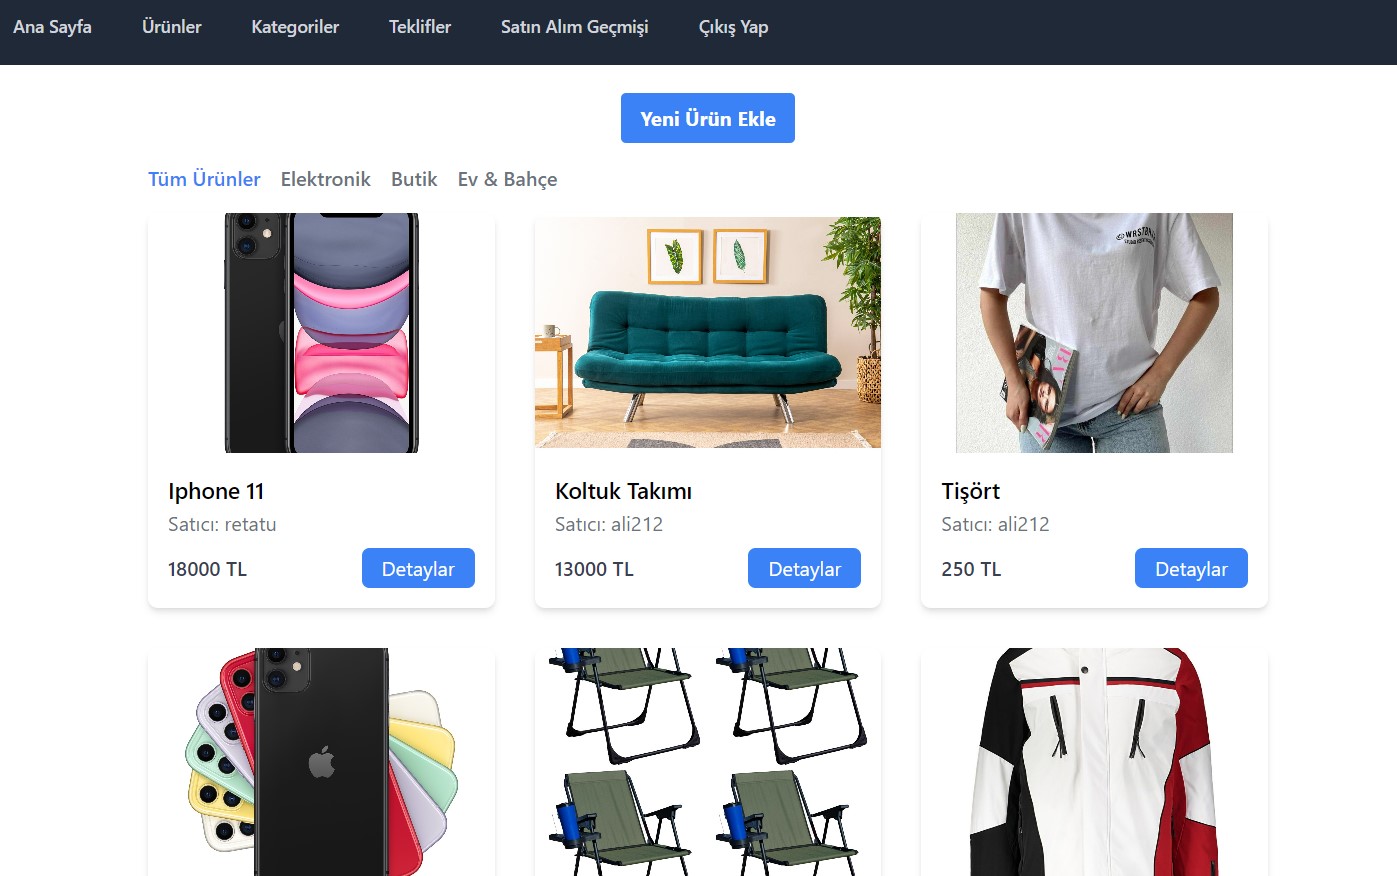 Ana Sayfa Ürünler Kategoriler Teklifler Satın Alım Geçmişi Çıkış Yap
Yeni Ürün Ekle
Tüm Ürünler Elektronik Butik Ev & Bahçe
Iphone 11 Koltuk Takımı Tişört
Satıcı: retatu Satıcı: ali212 Satıcı: ali212
18000 TL Detaylar 13000 TL Detaylar 250 TL Detaylar